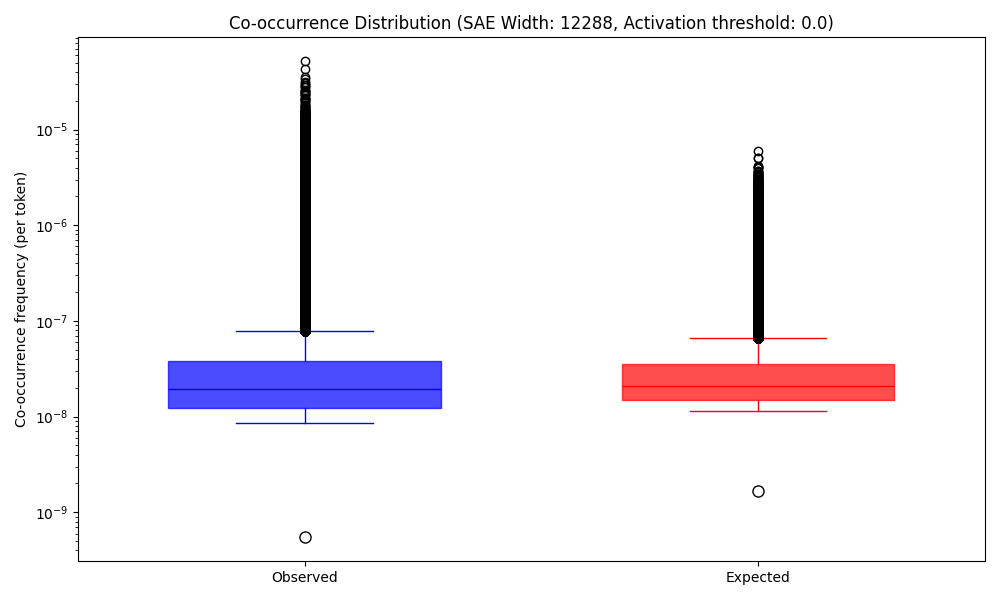 Co-occurrence Distribution (SAE Width: 12288, Activation threshold: 0.0)
Co-occurrence frequency (per token)
10⁻⁵
10⁻⁶
10⁻⁷
10⁻⁸
10⁻⁹
Observed
Expected